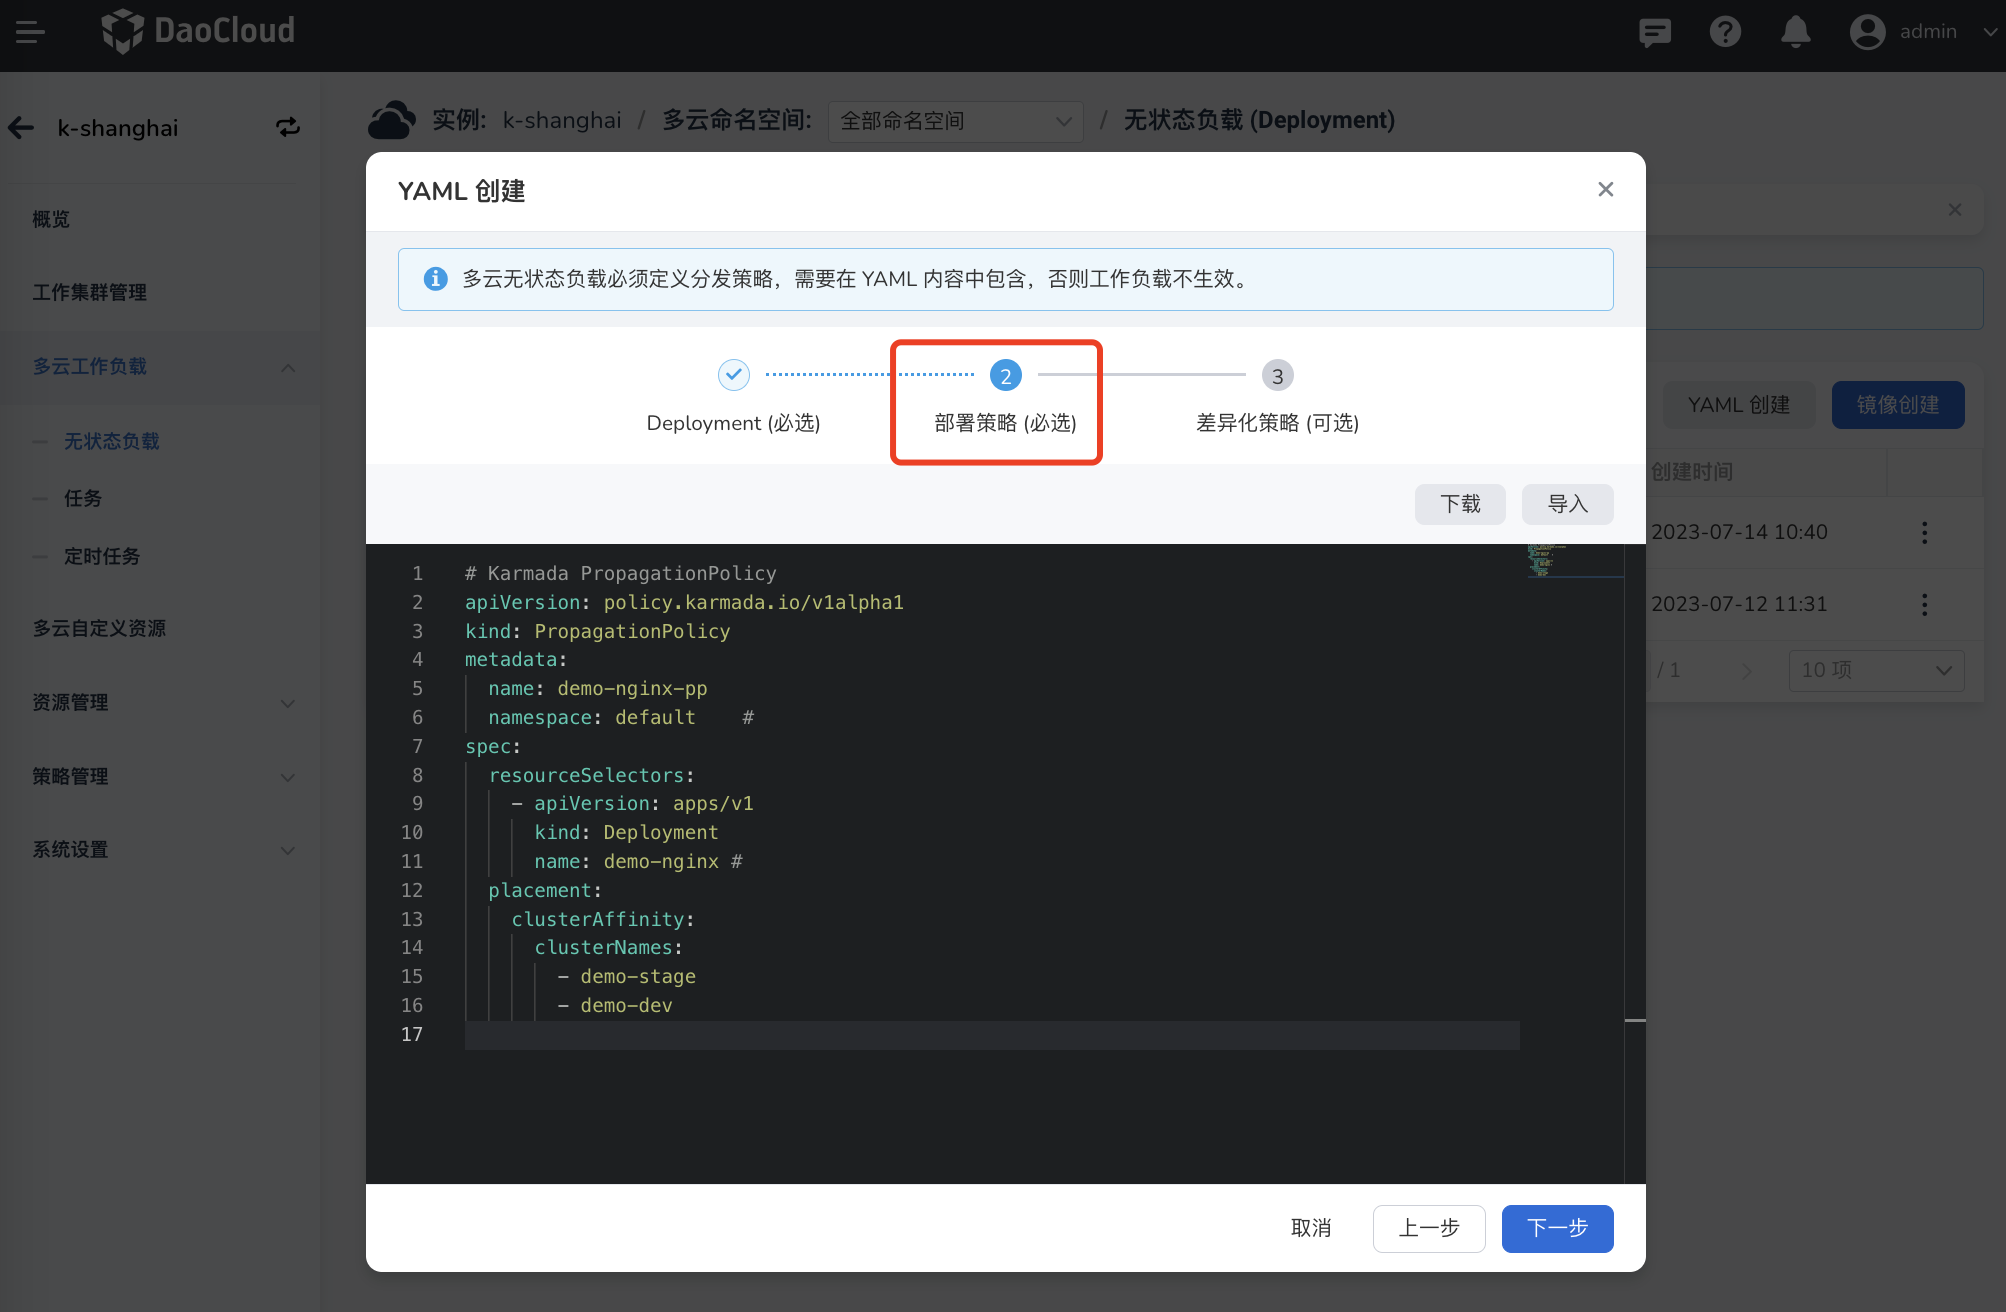 DaoCloud
admin
k-shanghai
实例: k-shanghai / 多云命名空间: 全部命名空间 / 无状态负载 (Deployment)
概览
工作集群管理
多云工作负载
无状态负载
任务
定时任务
多云自定义资源
资源管理
策略管理
系统设置
YAML 创建
多云无状态负载必须定义分发策略，需要在 YAML 内容中包含，否则工作负载不生效。
2
3
Deployment (必选)
部署策略 (必选)
差异化策略 (可选)
下载
导入
1 # Karmada PropagationPolicy
2 apiVersion: policy.karmada.io/v1alpha1
3 kind: PropagationPolicy
4 metadata:
5   name: demo-nginx-pp
6   namespace: default    #
7 spec:
8   resourceSelectors:
9     - apiVersion: apps/v1
10       kind: Deployment
11       name: demo-nginx #
12   placement:
13     clusterAffinity:
14       clusterNames:
15         - demo-stage
16         - demo-dev
17
取消
上一步
下一步
YAML 创建
镜像创建
创建时间
2023-07-14 10:40
2023-07-12 11:31
/ 1
10 项